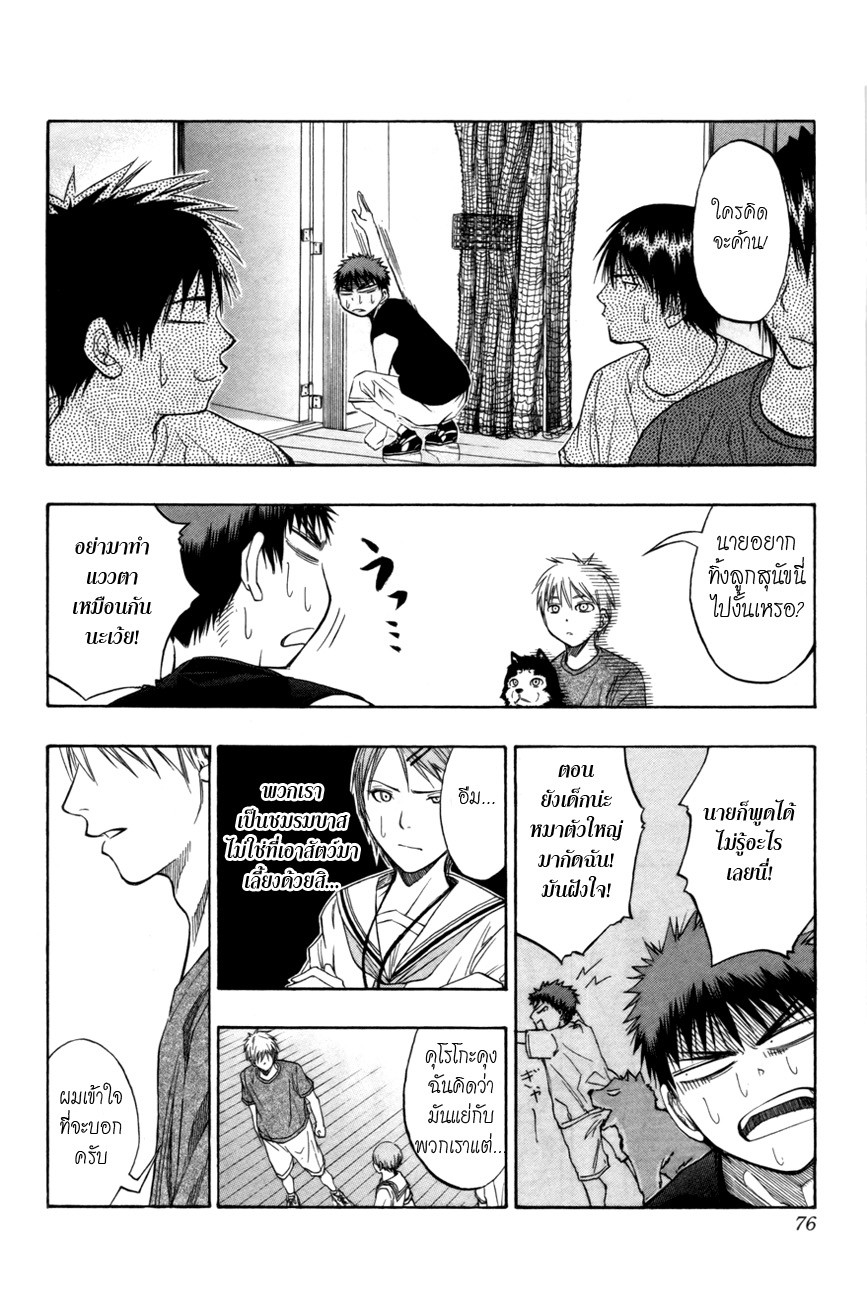 ใครคิด
จะค้าน!
นายอยาก
ทิ้งลูกสุนัขนี่
ไปงั้นเหรอ?
うっ
อย่ามาทำ
แววตา
เหมือนกัน
นะเว้ย!
นายก็พูดได้
ไม่รู้อะไร
เลยนี่!
ตอน
ยังเด็กน่ะ
หมาตัวใหญ่
มากัดฉัน!
มันฝังใจ!
ギャー
อืม...
พวกเรา
เป็นชมรมบาส
ไม่ใช่ที่เอาสัตว์มา
เลี้ยงด้วยสิ...
คุโรโกะคุง
ฉันคิดว่า
มันแย่กับ
พวกเราแต่...
ผมเข้าใจ
ที่จะบอก
ครับ
76